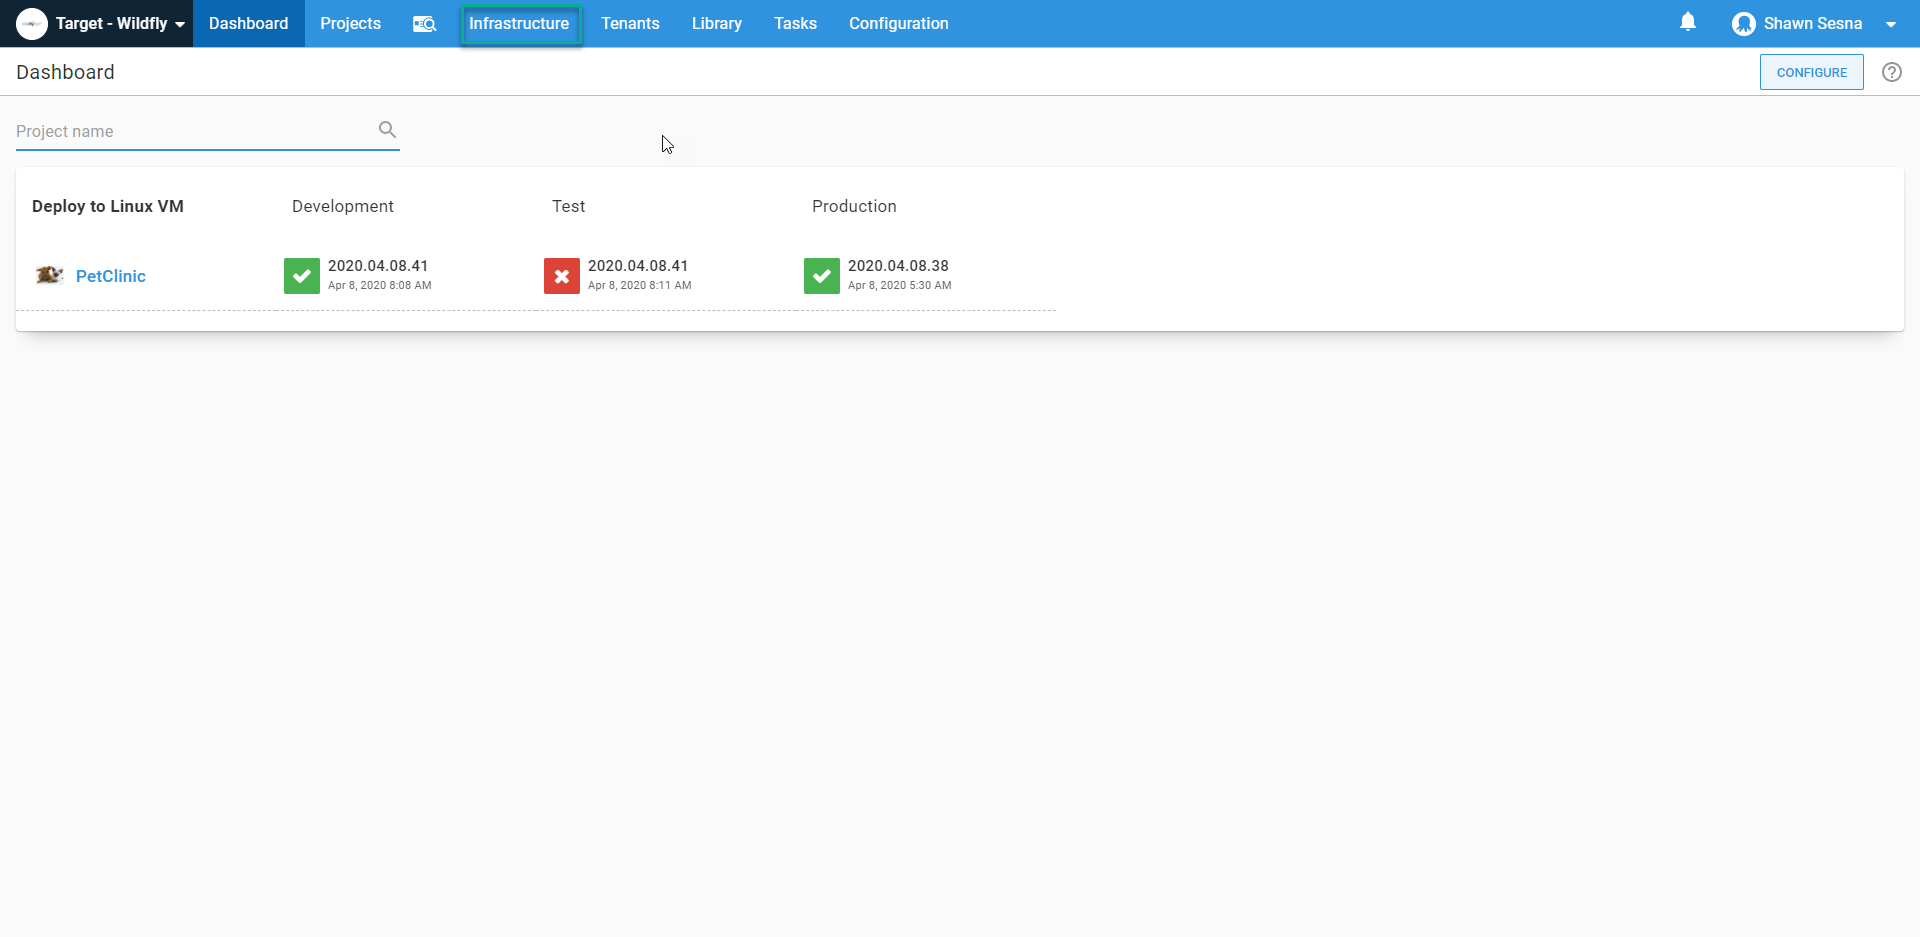 Target - Wildfly Dashboard Projects Infrastructure Tenants Library Tasks Configuration Shawn Sesna
Dashboard CONFIGURE
Project name
Deploy to Linux VM Development Test Production
PetClinic 2020.04.08.41 2020.04.08.41 2020.04.08.38
Apr 8, 2020 8:08 AM Apr 8, 2020 8:11 AM Apr 8, 2020 5:30 AM